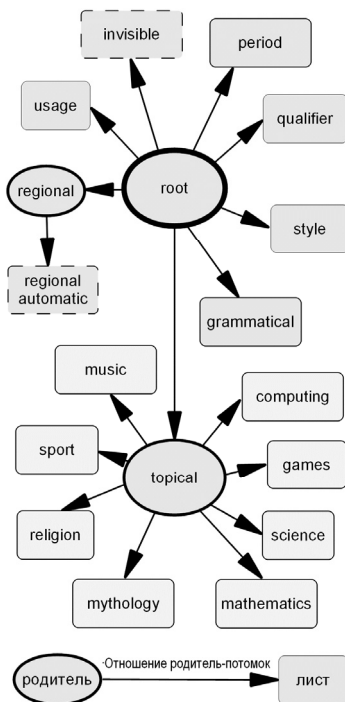 invisible
period
usage
qualifier
regional
root
style
regional
automatic
grammatical
music
computing
sport
games
topical
religion
science
mythology
mathematics
Отношение родитель-потомок
родитель
лист